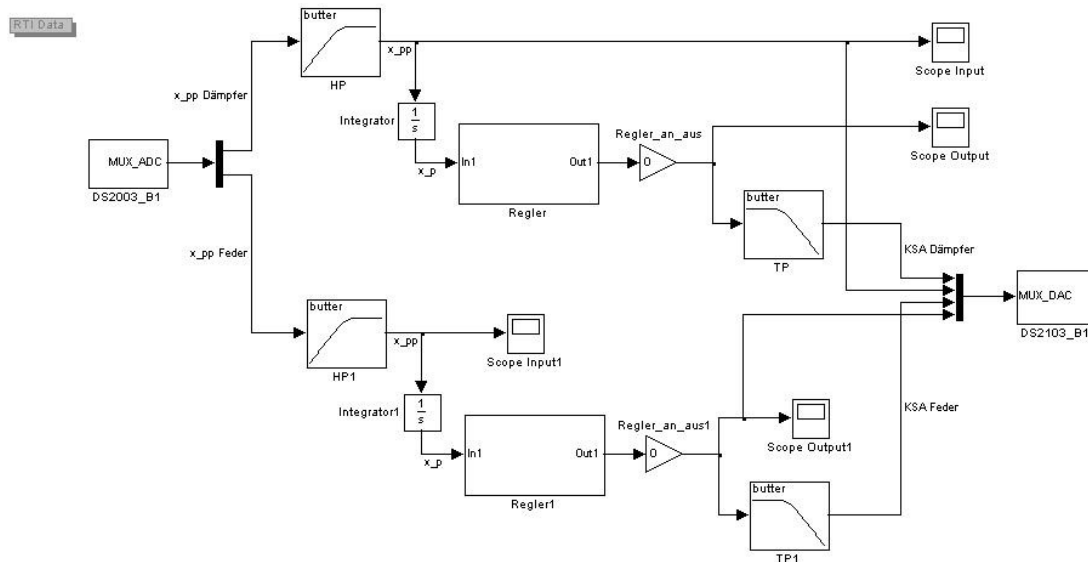 RTI Data
butter
HP
x_pp
Scope Input
x_pp Dämpfer
Integrator
1
s
x_p
In1
Out1
Regler
Regler_an_aus
0
Scope Output
MUX_ADC
DS2003_B1
butter
TP
KSA Dämpfer
x_pp Feder
MUX_DAC
DS2103_B1
butter
HP1
x_pp
Scope Input1
Integrator1
1
s
x_p
In1
Out1
Regler1
Regler_an_aus1
0
Scope Output1
KSA Feder
butter
TP1